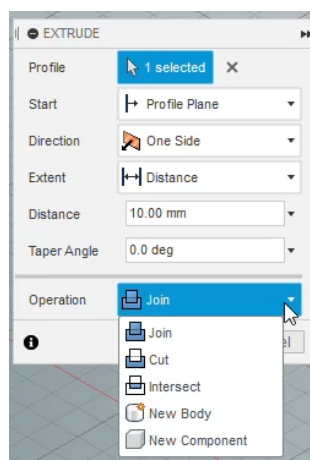 EXTRUDE
Profile 1 selected
Start Profile Plane
Direction One Side
Extent Distance
Distance 10.00 mm
Taper Angle 0.0 deg
Operation Join
Join
Cut
Intersect
New Body
New Component